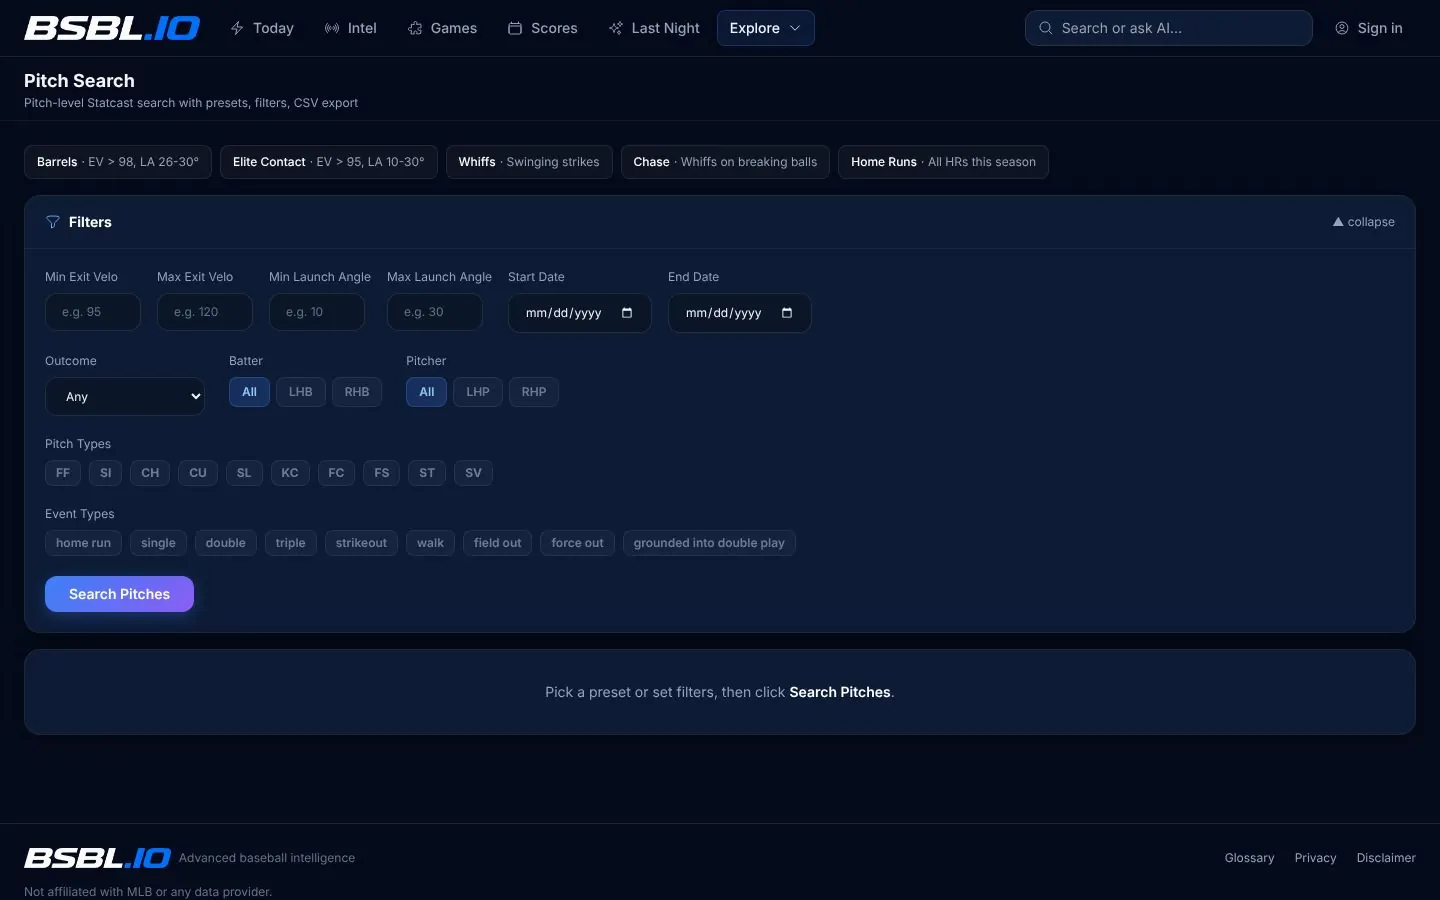 BSBL.IO Today Intel Games Scores Last Night Explore Search or ask AI... Sign in
Pitch Search
Pitch-level Statcast search with presets, filters, CSV export
Barrels · EV > 98, LA 26-30° Elite Contact · EV > 95, LA 10-30° Whiffs · Swinging strikes Chase · Whiffs on breaking balls Home Runs · All HRs this season
Filters ▲ collapse
Min Exit Velo Max Exit Velo Min Launch Angle Max Launch Angle Start Date End Date
e.g. 95 e.g. 120 e.g. 10 e.g. 30 mm/dd/yyyy mm/dd/yyyy
Outcome Batter Pitcher
Any All LHB RHB All LHP RHP
Pitch Types
FF SI CH CU SL KC FC FS ST SV
Event Types
home run single double triple strikeout walk field out force out grounded into double play
Search Pitches
Pick a preset or set filters, then click Search Pitches.
BSBL.IO Advanced baseball intelligence Glossary Privacy Disclaimer
Not affiliated with MLB or any data provider.